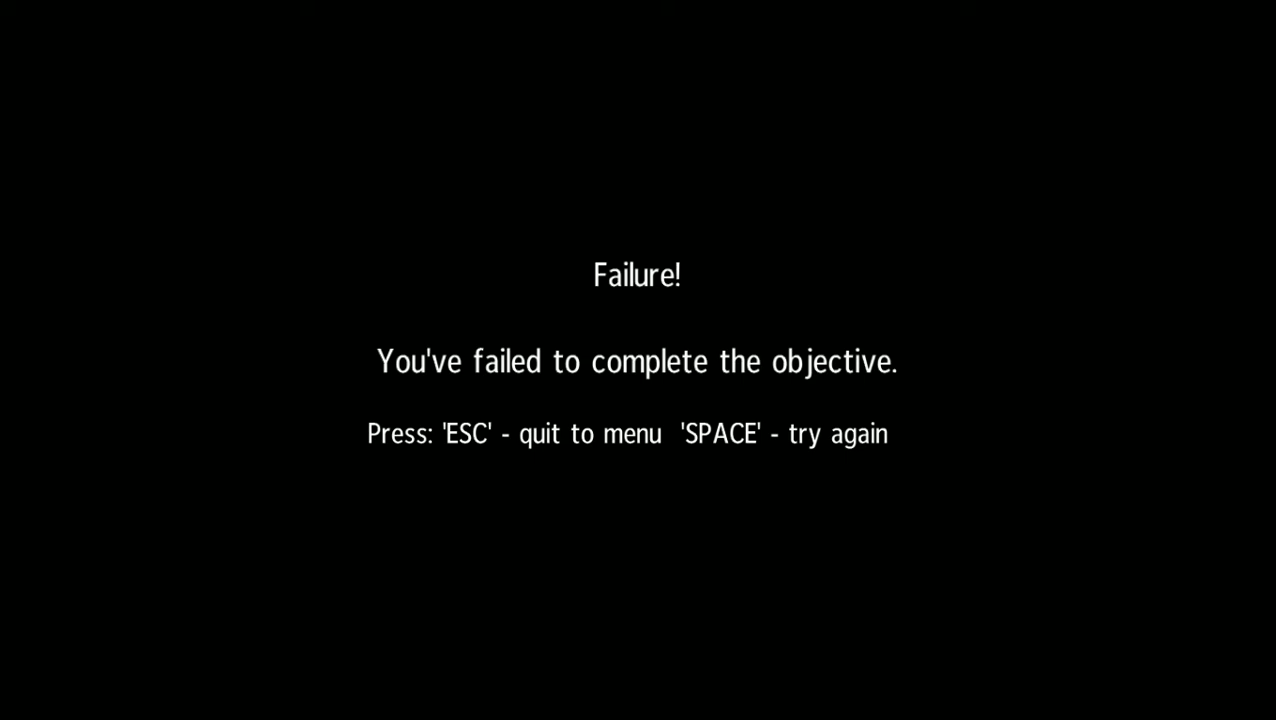 Failure!
You've failed to complete the objective.
Press: 'ESC' - quit to menu  'SPACE' - try again